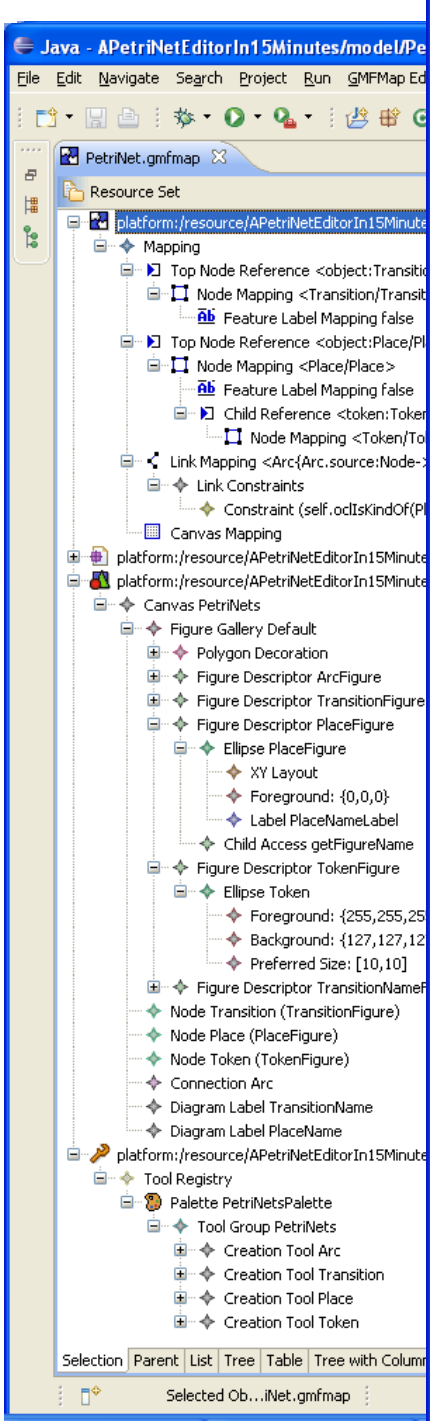 Java - APetriNetEditorIn15Minutes/model/Pe
File Edit Navigate Search Project Run GMFMap Ed
PetriNet.gmfmap
Resource Set
platform:/resource/APetriNetEditorIn15Minute
Mapping
Top Node Reference <object:Transitio
Node Mapping <Transition/Transit
Feature Label Mapping false
Top Node Reference <object:Place/Pl
Node Mapping <Place/Place>
Feature Label Mapping false
Child Reference <token:Token
Node Mapping <Token/To
Link Mapping <Arc{Arc.source:Node->
Link Constraints
Constraint (self.oclIsKindOf(Pl
Canvas Mapping
platform:/resource/APetriNetEditorIn15Minute
platform:/resource/APetriNetEditorIn15Minute
Canvas PetriNets
Figure Gallery Default
Polygon Decoration
Figure Descriptor ArcFigure
Figure Descriptor TransitionFigure
Figure Descriptor PlaceFigure
Ellipse PlaceFigure
XY Layout
Foreground: {0,0,0}
Label PlaceNameLabel
Child Access getFigureName
Figure Descriptor TokenFigure
Ellipse Token
Foreground: {255,255,25
Background: {127,127,12
Preferred Size: [10,10]
Figure Descriptor TransitionNameF
Node Transition (TransitionFigure)
Node Place (PlaceFigure)
Node Token (TokenFigure)
Connection Arc
Diagram Label TransitionName
Diagram Label PlaceName
platform:/resource/APetriNetEditorIn15Minute
Tool Registry
Palette PetriNetsPalette
Tool Group PetriNets
Creation Tool Arc
Creation Tool Transition
Creation Tool Place
Creation Tool Token
Selection Parent List Tree Table Tree with Column
Selected Ob...iNet.gmfmap